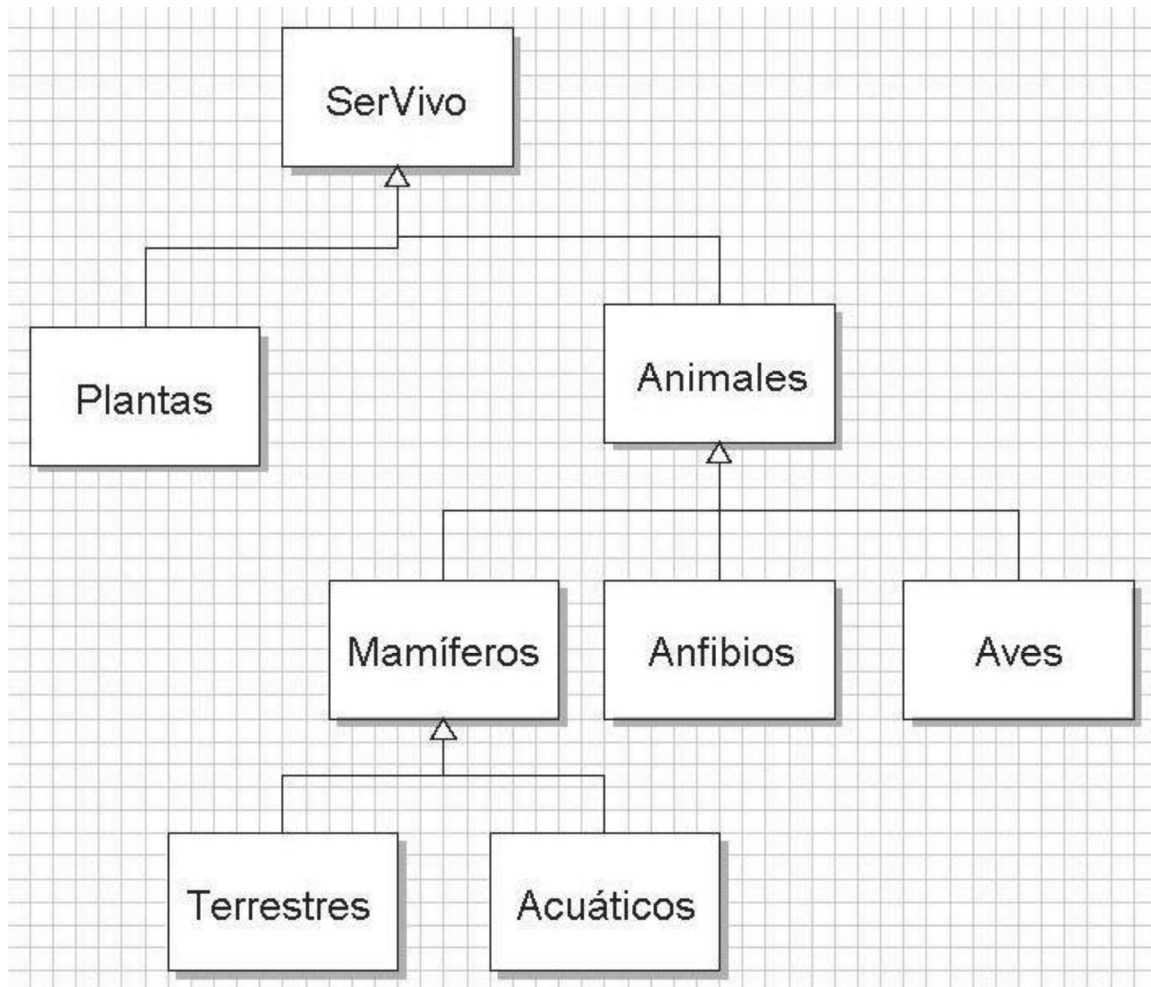 SerVivo
Plantas
Animales
Mamíferos
Anfibios
Aves
Terrestres
Acuáticos